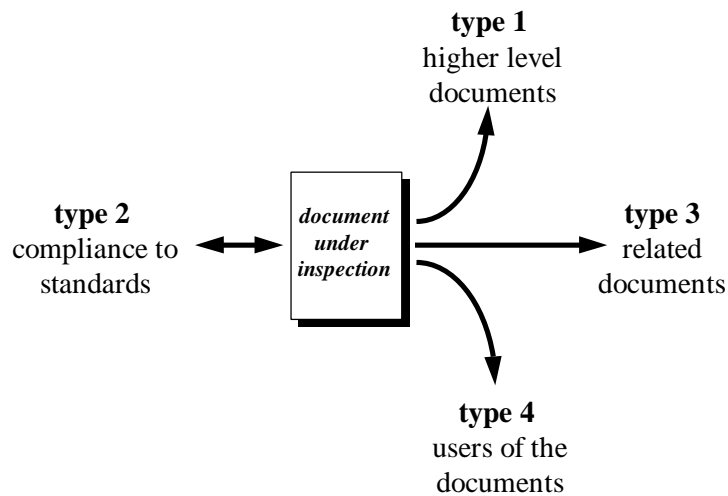 type 1
higher level
documents
type 2
compliance to
standards
document
under
inspection
type 3
related
documents
type 4
users of the
documents